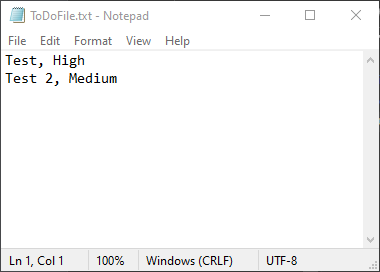 ToDoFile.txt - Notepad
File Edit Format View Help
Test, High
Test 2, Medium
Ln 1, Col 1 100% Windows (CRLF) UTF-8